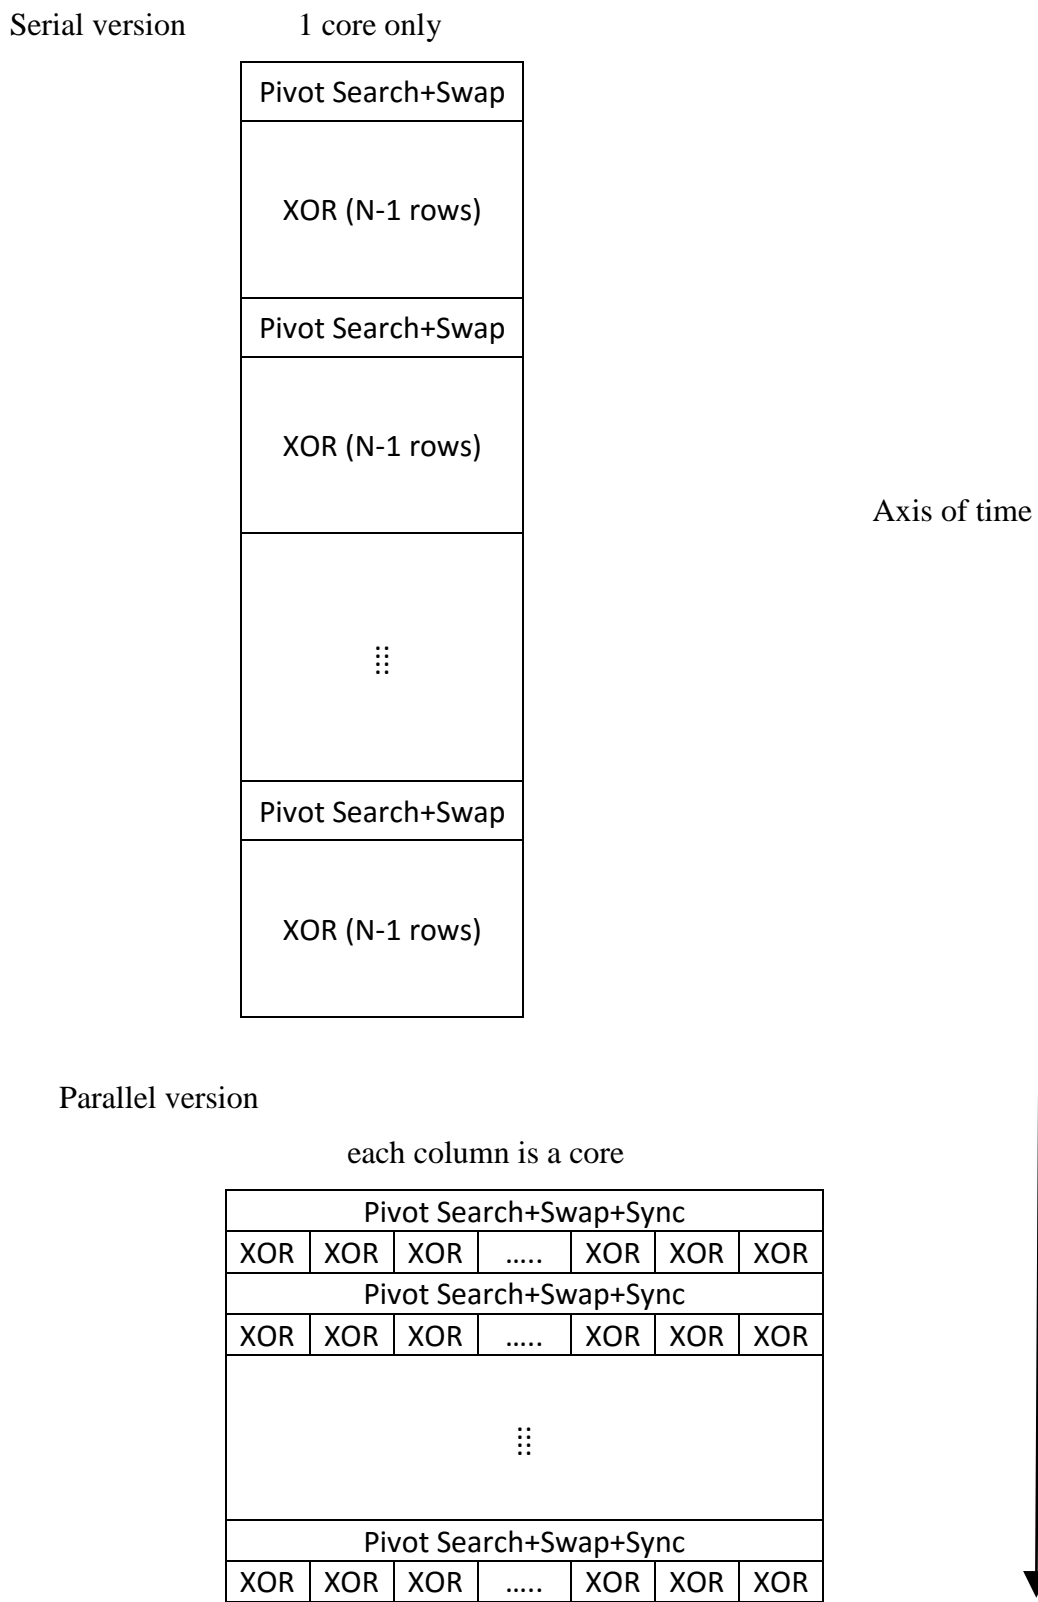 Serial version 1 core only
Pivot Search+Swap
XOR (N-1 rows)
Pivot Search+Swap
XOR (N-1 rows)
Axis of time
⁞⁞
Pivot Search+Swap
XOR (N-1 rows)
Parallel version
each column is a core
Pivot Search+Swap+Sync
XOR XOR XOR ..... XOR XOR XOR
Pivot Search+Swap+Sync
XOR XOR XOR ..... XOR XOR XOR
⁞⁞
Pivot Search+Swap+Sync
XOR XOR XOR ..... XOR XOR XOR